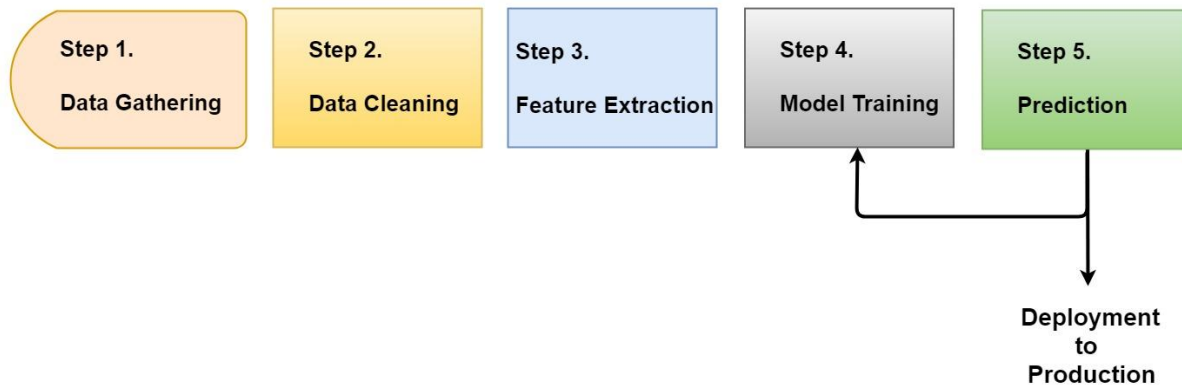 Step 1.
Data Gathering
Step 2.
Data Cleaning
Step 3.
Feature Extraction
Step 4.
Model Training
Step 5.
Prediction
Deployment
to
Production